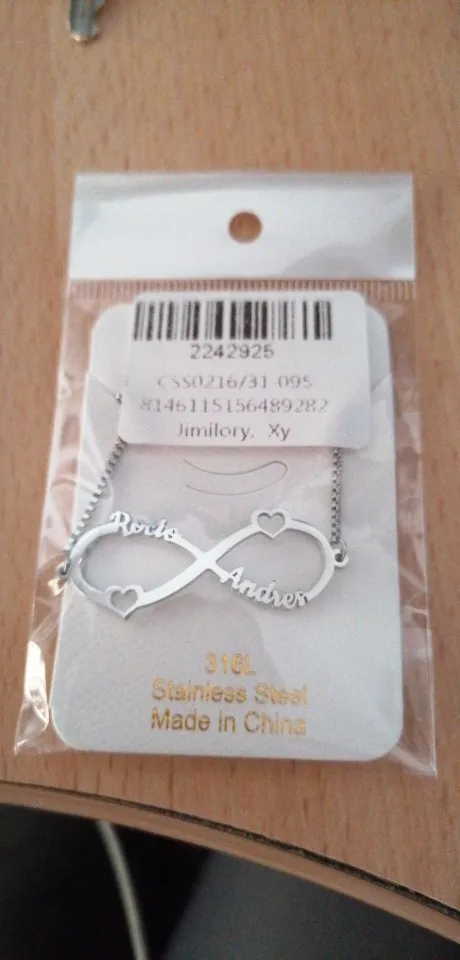 2242925
CSS0216/31-095
8146115156489282
Jimilory, Xy
Rocio
Andres
316L
Stainless Steel
Made in China